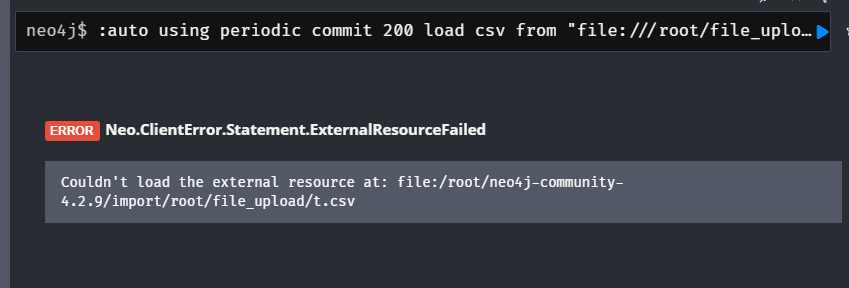 neo4j$ :auto using periodic commit 200 load csv from "file:///root/file_uplo…
ERROR Neo.ClientError.Statement.ExternalResourceFailed
Couldn't load the external resource at: file:/root/neo4j-community-
4.2.9/import/root/file_upload/t.csv